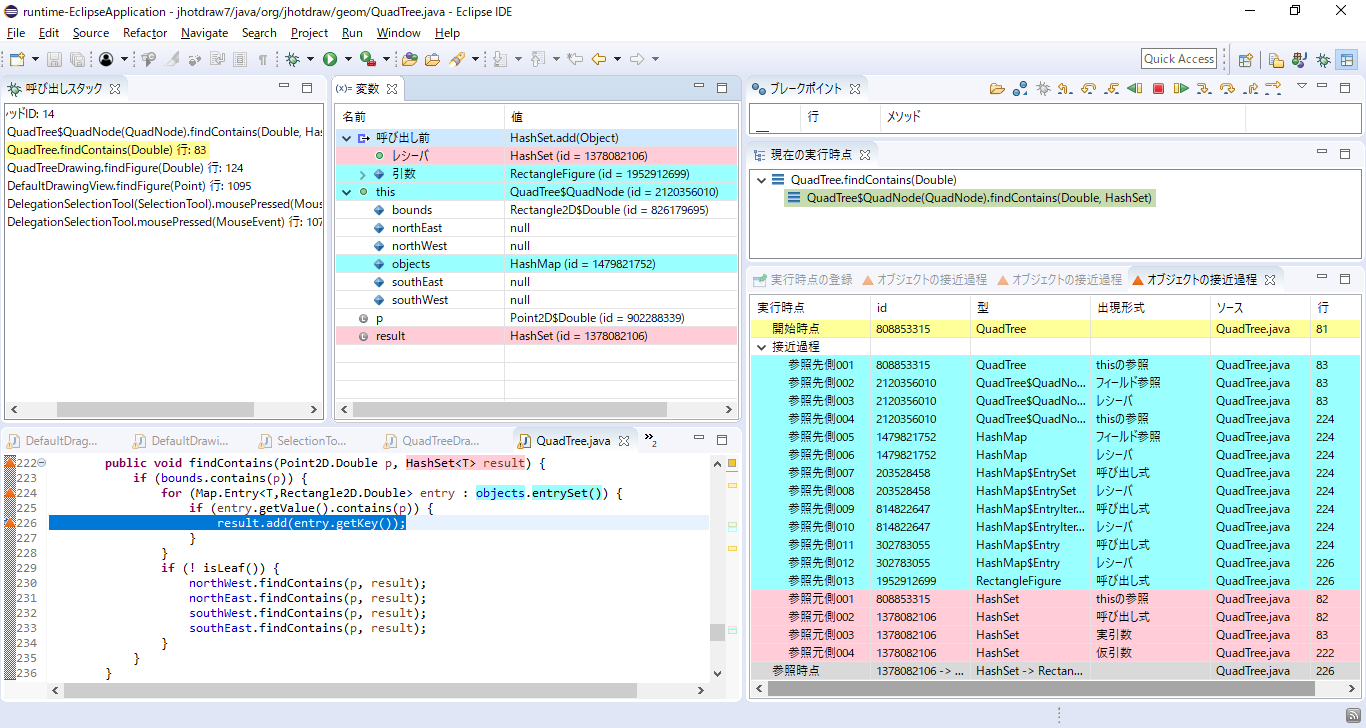 runtime-EclipseApplication - jhotdraw7/java/org/jhotdraw/geom/QuadTree.java - Eclipse IDE
File Edit Source Refactor Navigate Search Project Run Window Help
Quick Access
呼び出しスタック
ハッドID: 14
QuadTree$QuadNode(QuadNode).findContains(Double, Has
QuadTree.findContains(Double) 行: 83
QuadTreeDrawing.findFigure(Double) 行: 124
DefaultDrawingView.findFigure(Point) 行: 1095
DelegationSelectionTool(SelectionTool).mousePressed(Mous
DelegationSelectionTool.mousePressed(MouseEvent) 行: 107
(x)= 変数
名前 値
呼び出し前 HashSet.add(Object)
レシーバ HashSet (id = 1378082106)
引数 RectangleFigure (id = 1952912699)
this QuadTree$QuadNode (id = 2120356010)
bounds Rectangle2D$Double (id = 826179695)
northEast null
northWest null
objects HashMap (id = 1479821752)
southEast null
southWest null
p Point2D$Double (id = 902288339)
result HashSet (id = 1378082106)
ブレークポイント
行 メソッド
現在の実行時点
QuadTree.findContains(Double)
QuadTree$QuadNode(QuadNode).findContains(Double, HashSet)
実行時点の登録 オブジェクトの接近過程 オブジェクトの接近過程 オブジェクトの接近過程
実行時点 id 型 出現形式 ソース 行
開始時点 808853315 QuadTree QuadTree.java 81
接近過程
参照先側001 808853315 QuadTree thisの参照 QuadTree.java 83
参照先側002 2120356010 QuadTree$QuadNo... フィールド参照 QuadTree.java 83
参照先側003 2120356010 QuadTree$QuadNo... レシーバ QuadTree.java 83
参照先側004 2120356010 QuadTree$QuadNo... thisの参照 QuadTree.java 224
参照先側005 1479821752 HashMap フィールド参照 QuadTree.java 224
参照先側006 1479821752 HashMap レシーバ QuadTree.java 224
参照先側007 203528458 HashMap$EntrySet 呼び出し式 QuadTree.java 224
参照先側008 203528458 HashMap$EntrySet レシーバ QuadTree.java 224
参照先側009 814822647 HashMap$EntryIter... 呼び出し式 QuadTree.java 224
参照先側010 814822647 HashMap$EntryIter... レシーバ QuadTree.java 224
参照先側011 302783055 HashMap$Entry 呼び出し式 QuadTree.java 224
参照先側012 302783055 HashMap$Entry レシーバ QuadTree.java 226
参照先側013 1952912699 RectangleFigure 呼び出し式 QuadTree.java 226
参照元側001 808853315 HashSet thisの参照 QuadTree.java 82
参照元側002 1378082106 HashSet 呼び出し式 QuadTree.java 82
参照元側003 1378082106 HashSet 実引数 QuadTree.java 83
参照元側004 1378082106 HashSet 仮引数 QuadTree.java 222
参照時点 1378082106 -> ... HashSet -> Rectan... QuadTree.java 226
DefaultDrag... DefaultDrawi... SelectionTo... QuadTreeDra... QuadTree.java »2
222 public void findContains(Point2D.Double p, HashSet<T> result) {
223 if (bounds.contains(p)) {
224 for (Map.Entry<T,Rectangle2D.Double> entry : objects.entrySet()) {
225 if (entry.getValue().contains(p)) {
226 result.add(entry.getKey());
227 }
228 }
229 if (! isLeaf()) {
230 northWest.findContains(p, result);
231 northEast.findContains(p, result);
232 southWest.findContains(p, result);
233 southEast.findContains(p, result);
234 }
235 }
236 }